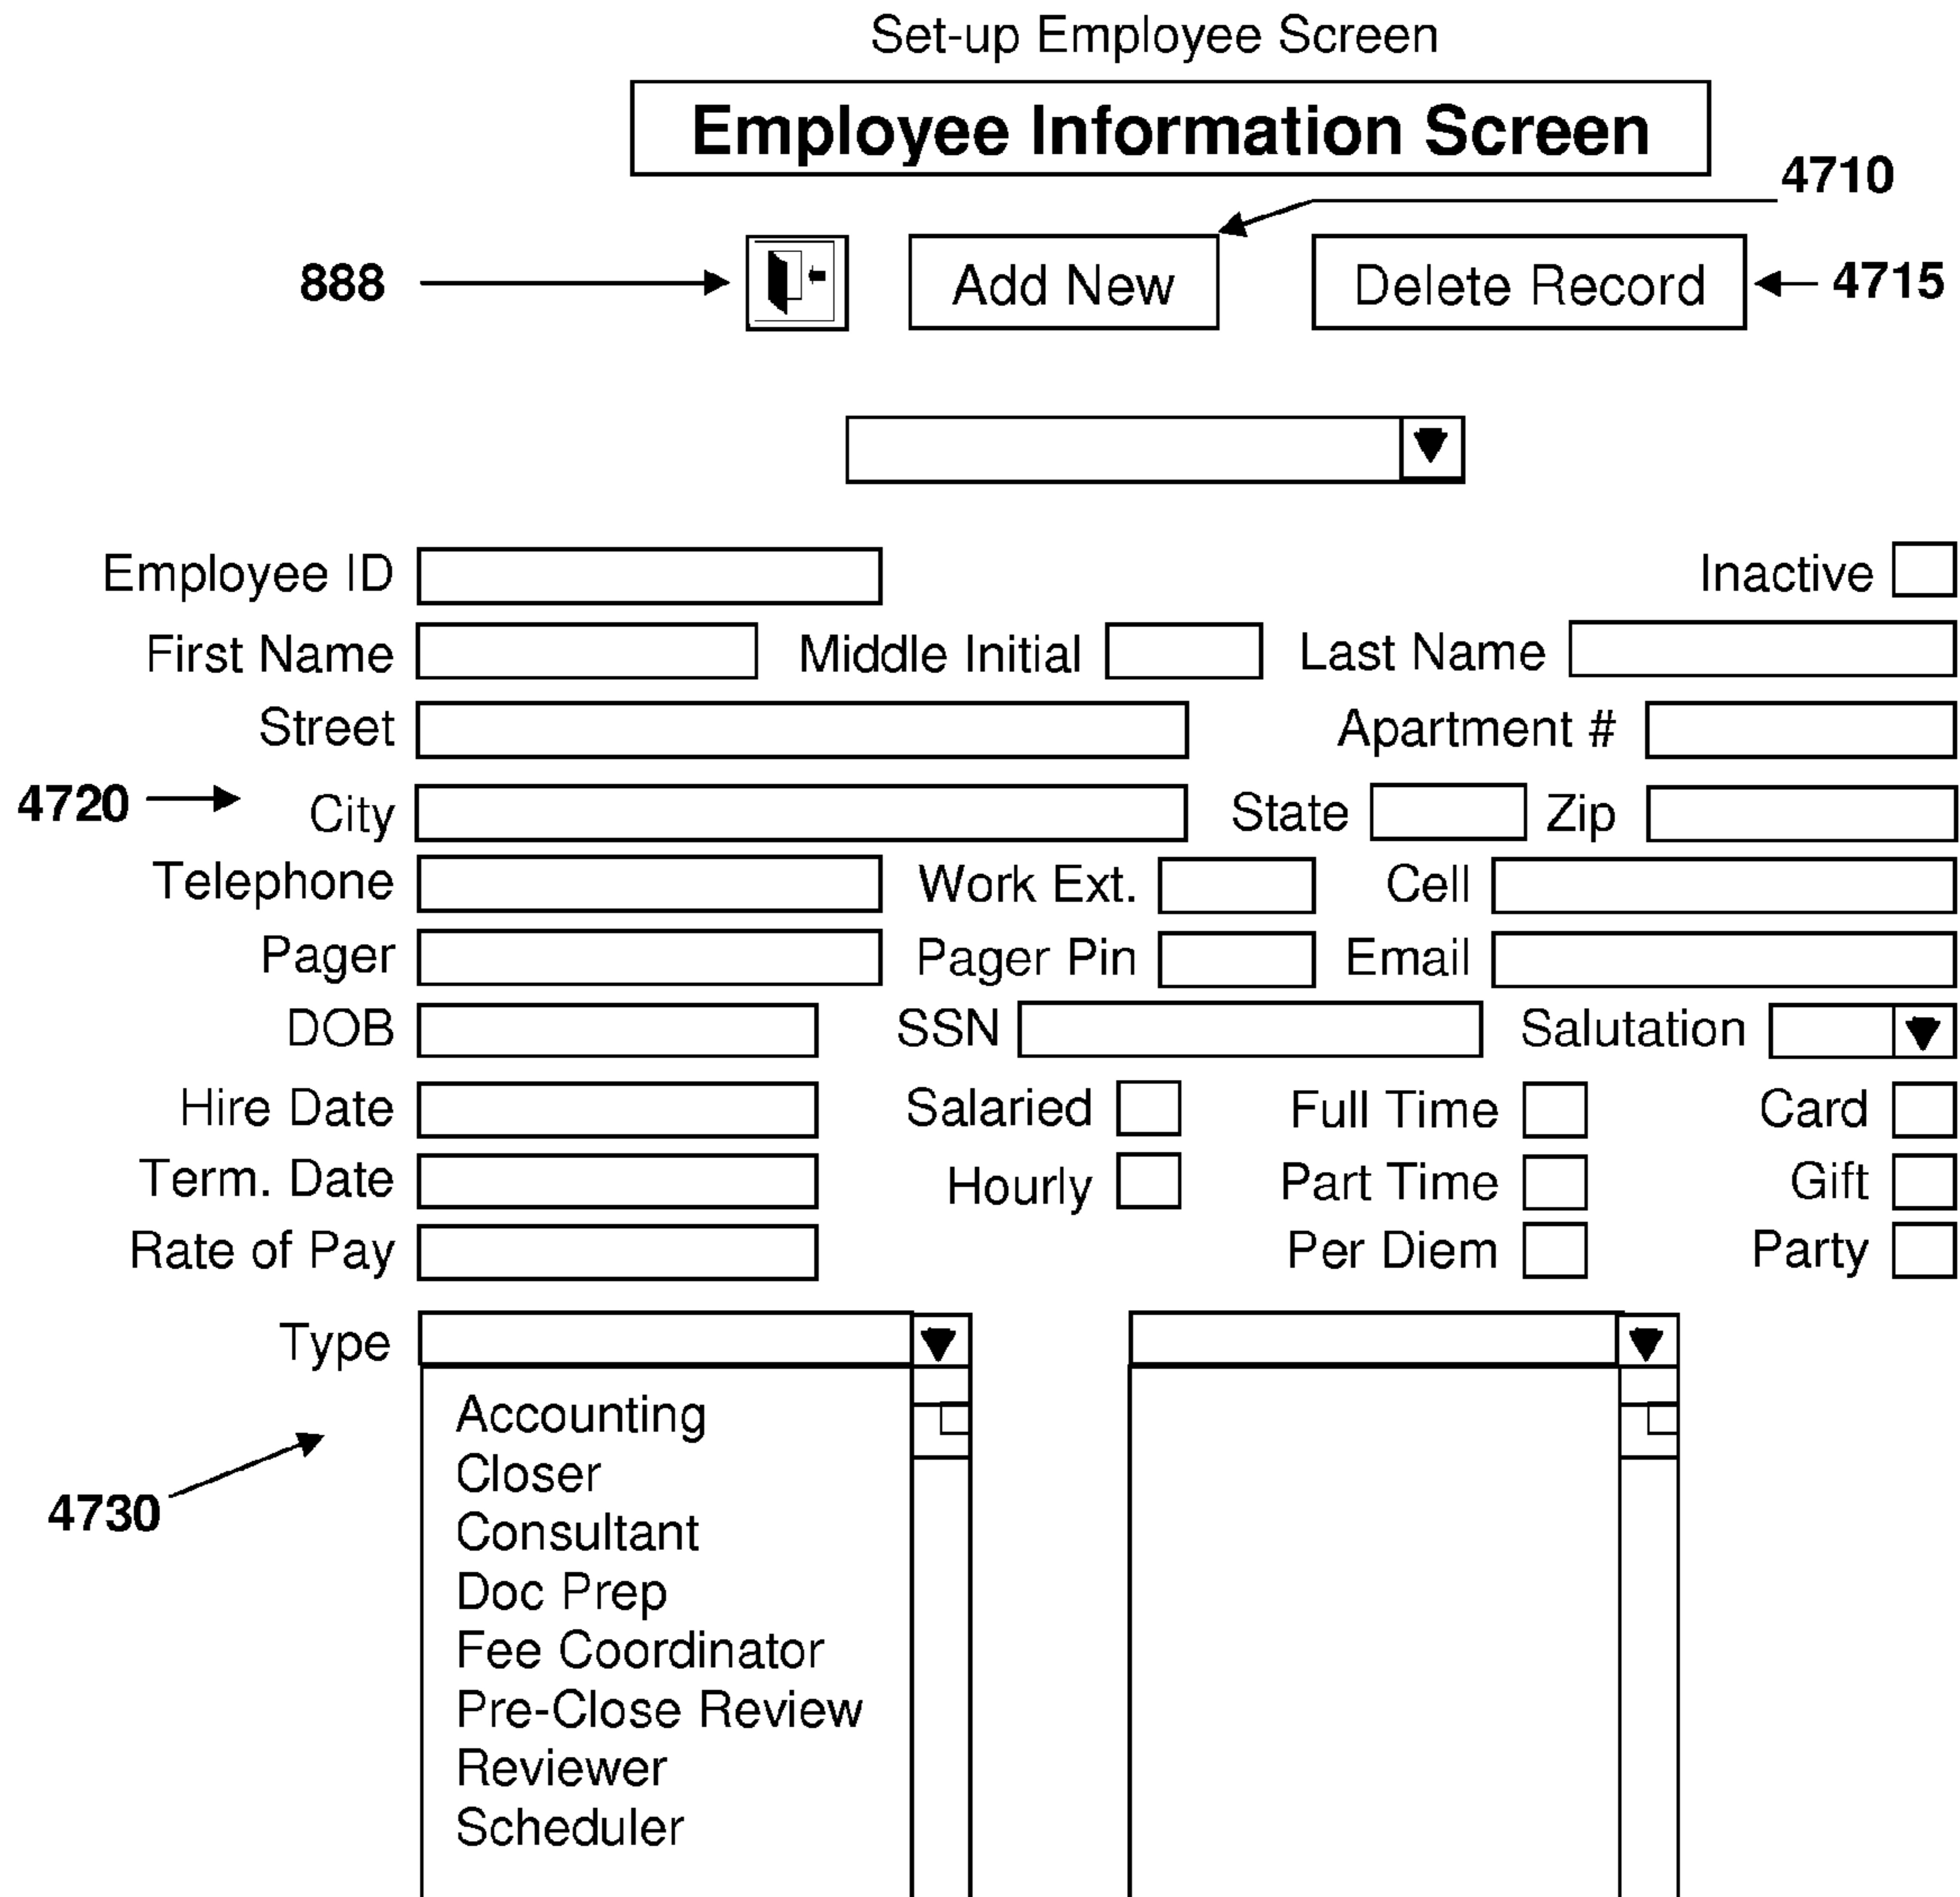 Set-up Employee Screen
Employee Information Screen
4710
888 Add New Delete Record 4715
Employee ID Inactive
First Name Middle Initial Last Name
Street Apartment #
4720 City State Zip
Telephone Work Ext. Cell
Pager Pager Pin Email
DOB SSN Salutation
Hire Date Salaried Full Time Card
Term. Date Hourly Part Time Gift
Rate of Pay Per Diem Party
Type
Accounting
Closer
4730 Consultant
Doc Prep
Fee Coordinator
Pre-Close Review
Reviewer
Scheduler